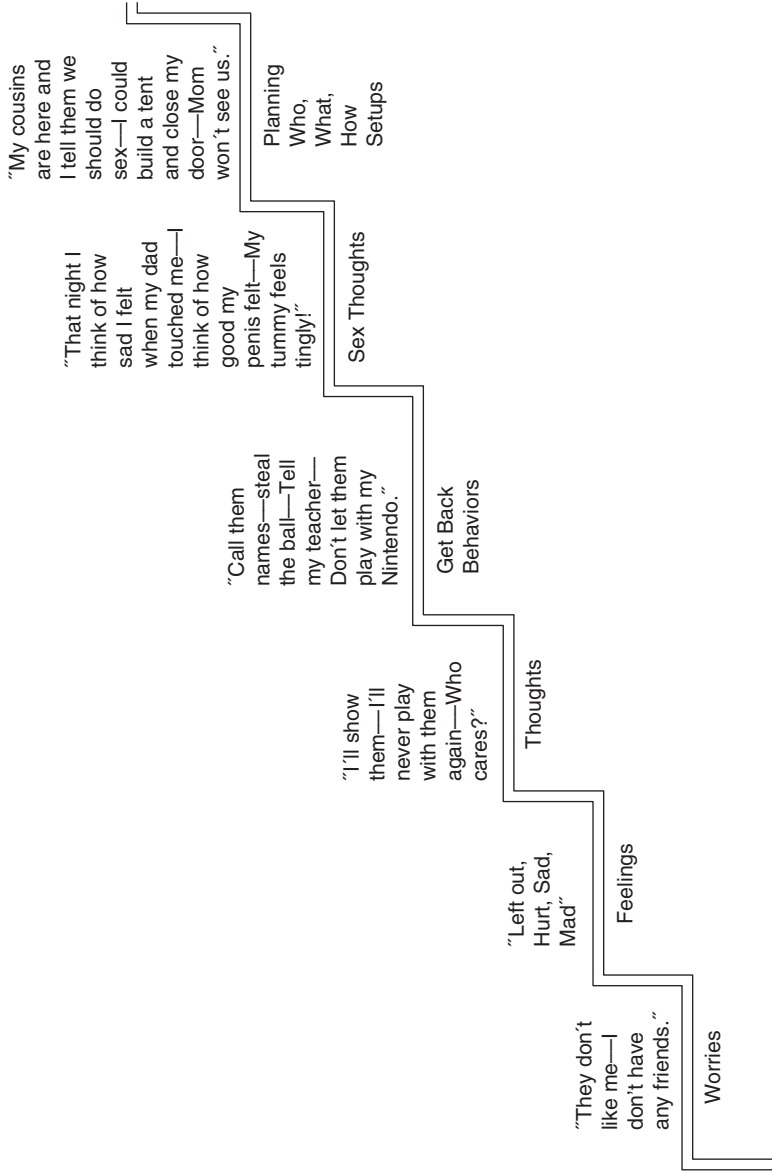 "They don't
like me—I
don't have
any friends."
Worries
"Left out,
Hurt, Sad,
Mad"
Feelings
"I'll show
them—I'll
never play
with them
again—Who
cares?"
Thoughts
"Call them
names—steal
the ball—Tell
my teacher—
Don't let them
play with my
Nintendo."
Get Back
Behaviors
"That night I
think of how
sad I felt
when my dad
touched me—I
think of how
good my
penis felt—My
tummy feels
tingly!"
Sex Thoughts
"My cousins
are here and
I tell them we
should do
sex—I could
build a tent
and close my
door—Mom
won't see us."
Planning
Who,
What,
How
Setups